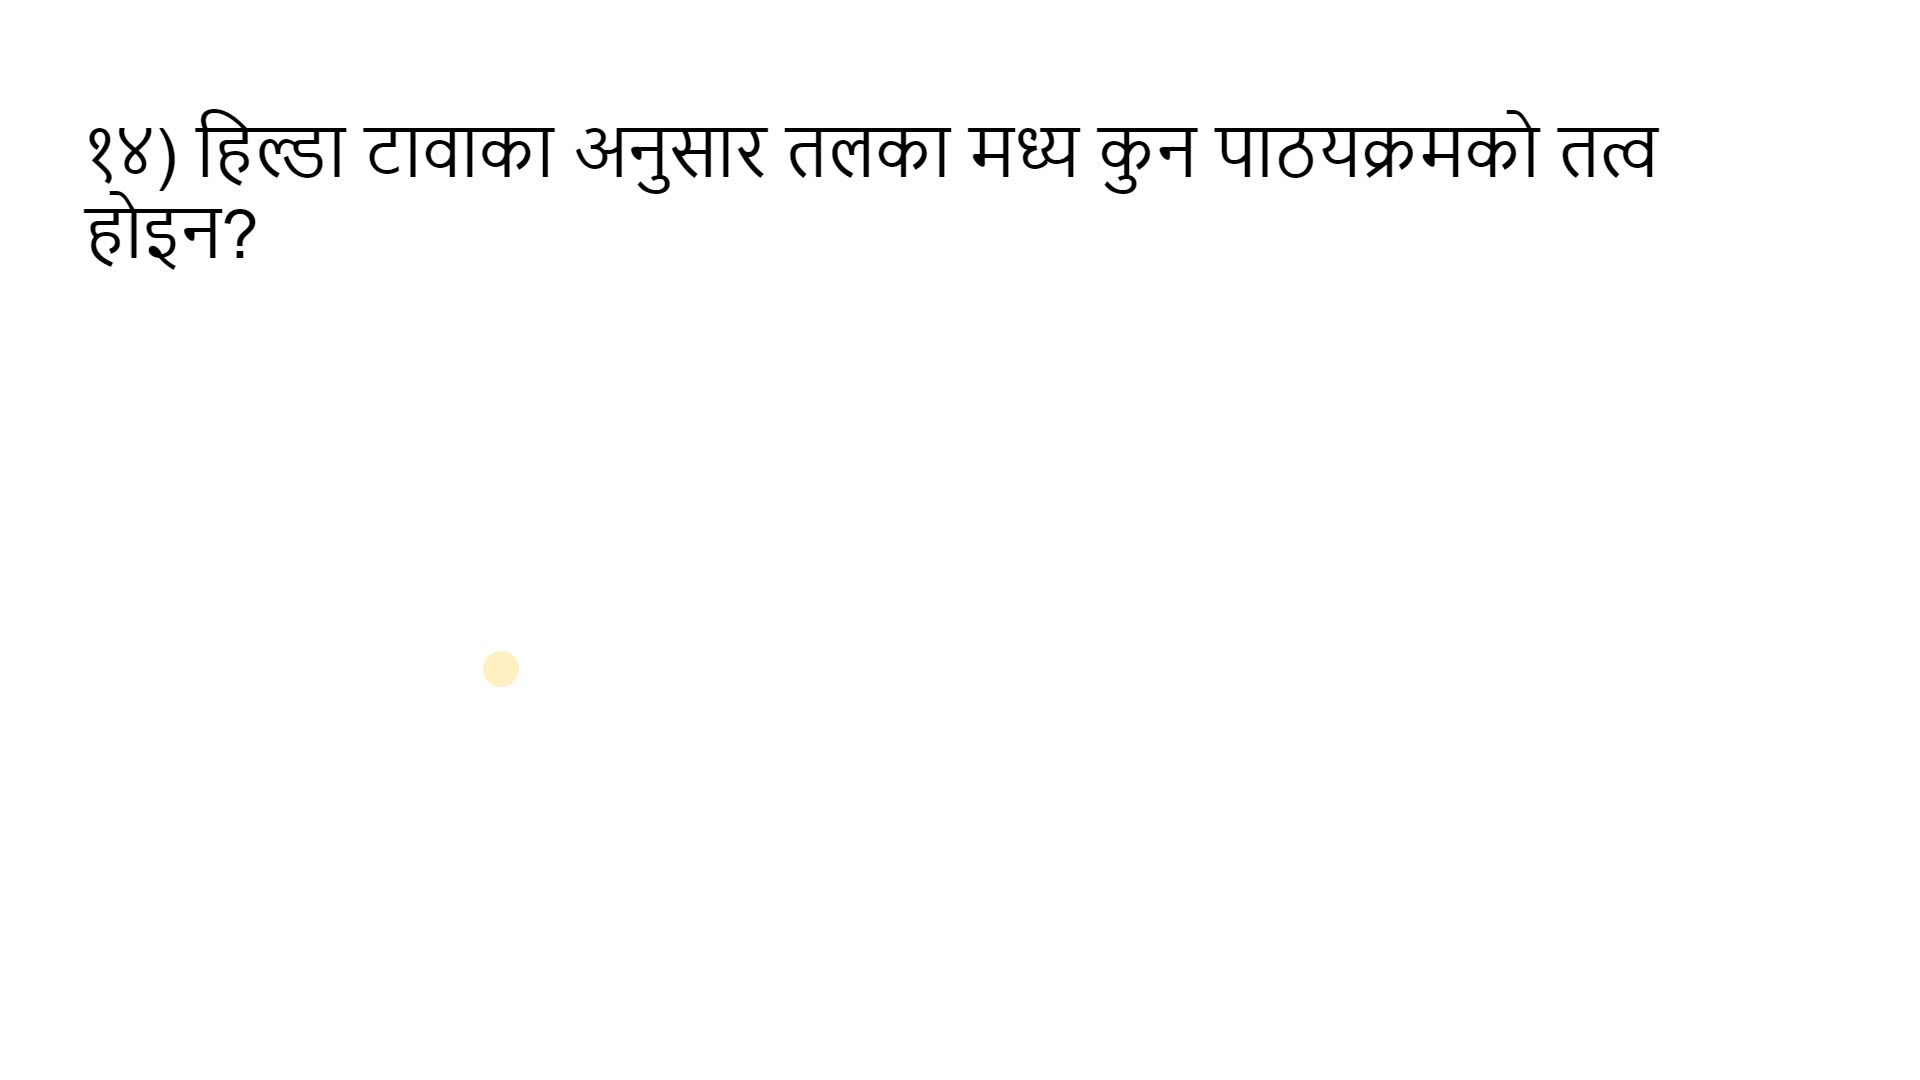 १४) हिल्डा टावाका अनुसार तलका मध्य कुन पाठयक्रमको तत्व
होइन?